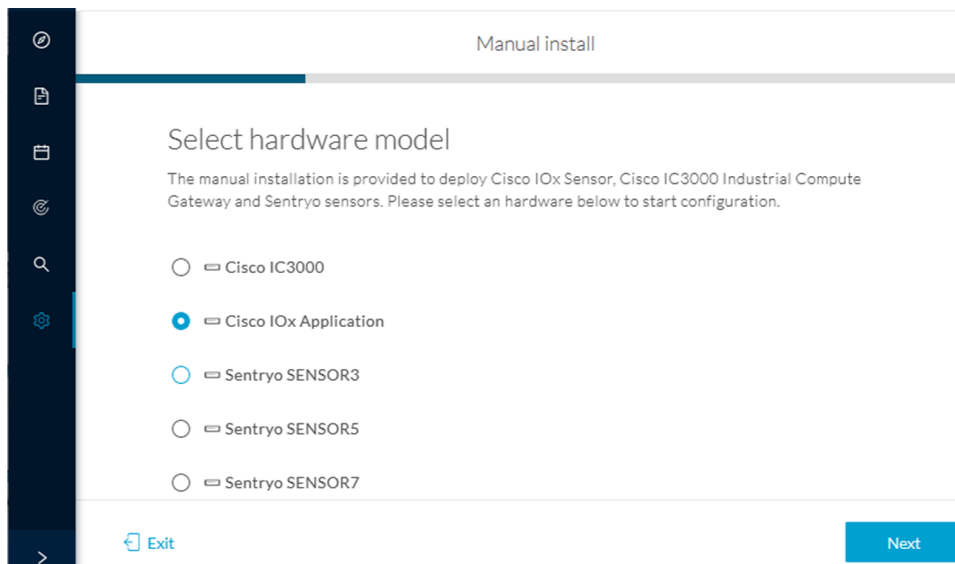 Manual install
Select hardware model
The manual installation is provided to deploy Cisco IOx Sensor, Cisco IC3000 Industrial Compute
Gateway and Sentryo sensors. Please select an hardware below to start configuration.
Cisco IC3000
Cisco IOx Application
Sentryo SENSOR3
Sentryo SENSOR5
Sentryo SENSOR7
Exit
Next